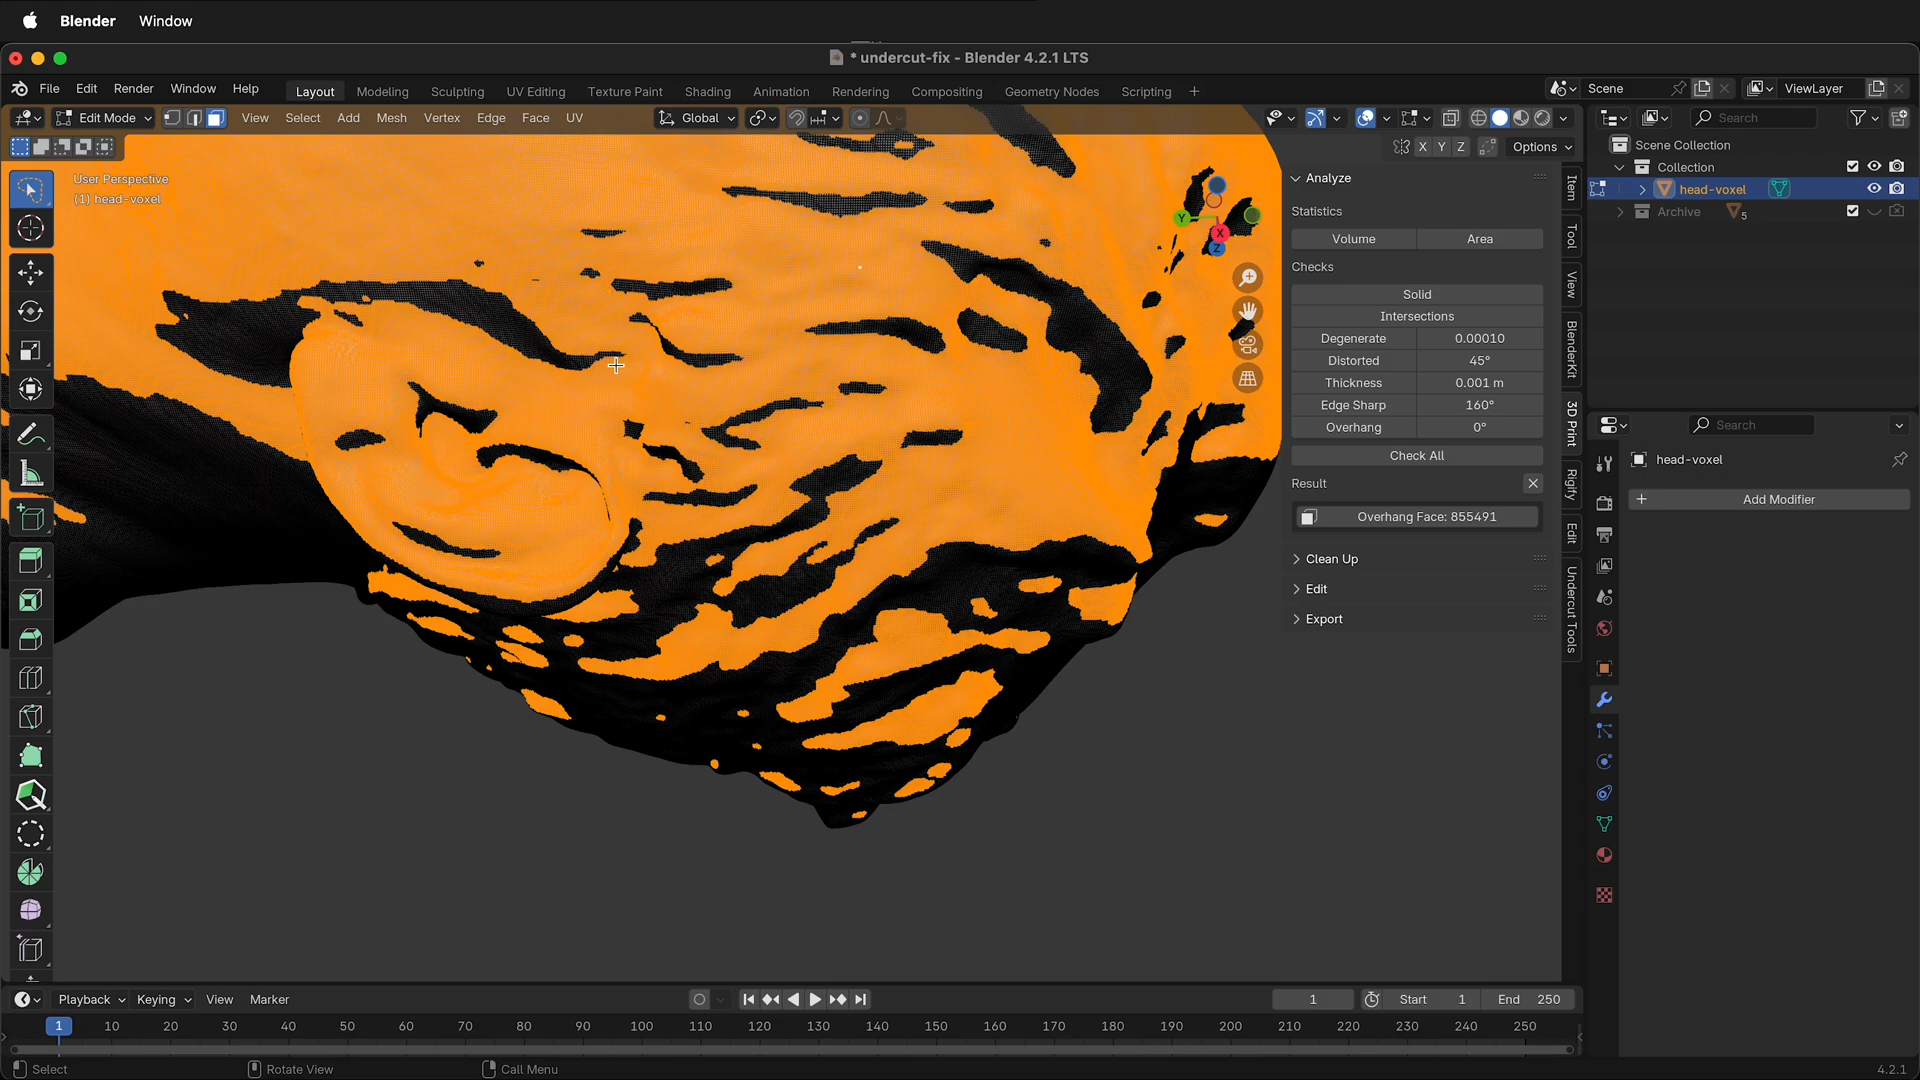 Blender Window
* undercut-fix - Blender 4.2.1 LTS
File Edit Render Window Help Layout Modeling Sculpting UV Editing Texture Paint Shading Animation Rendering Compositing Geometry Nodes Scripting + Scene ViewLayer
Edit Mode View Select Add Mesh Vertex Edge Face UV Global Search
X Y Z Options
User Perspective
(1) head-voxel
Y
X
Z
Analyze
Statistics
Volume Area
Checks
Solid
Intersections
Degenerate 0.00010
Distorted 45°
Thickness 0.001 m
Edge Sharp 160°
Overhang 0°
Check All
Result
Overhang Face: 855491
Clean Up
Edit
Export
Item
Tool
View
BlenderKit
3D Print
Rigify
Edit
Undercut Tools
Scene Collection
Collection
head-voxel
Archive 5
Search
head-voxel
+ Add Modifier
Playback Keying View Marker 1 Start 1 End 250
1 10 20 30 40 50 60 70 80 90 100 110 120 130 140 150 160 170 180 190 200 210 220 230 240 250
Select Rotate View Call Menu 4.2.1